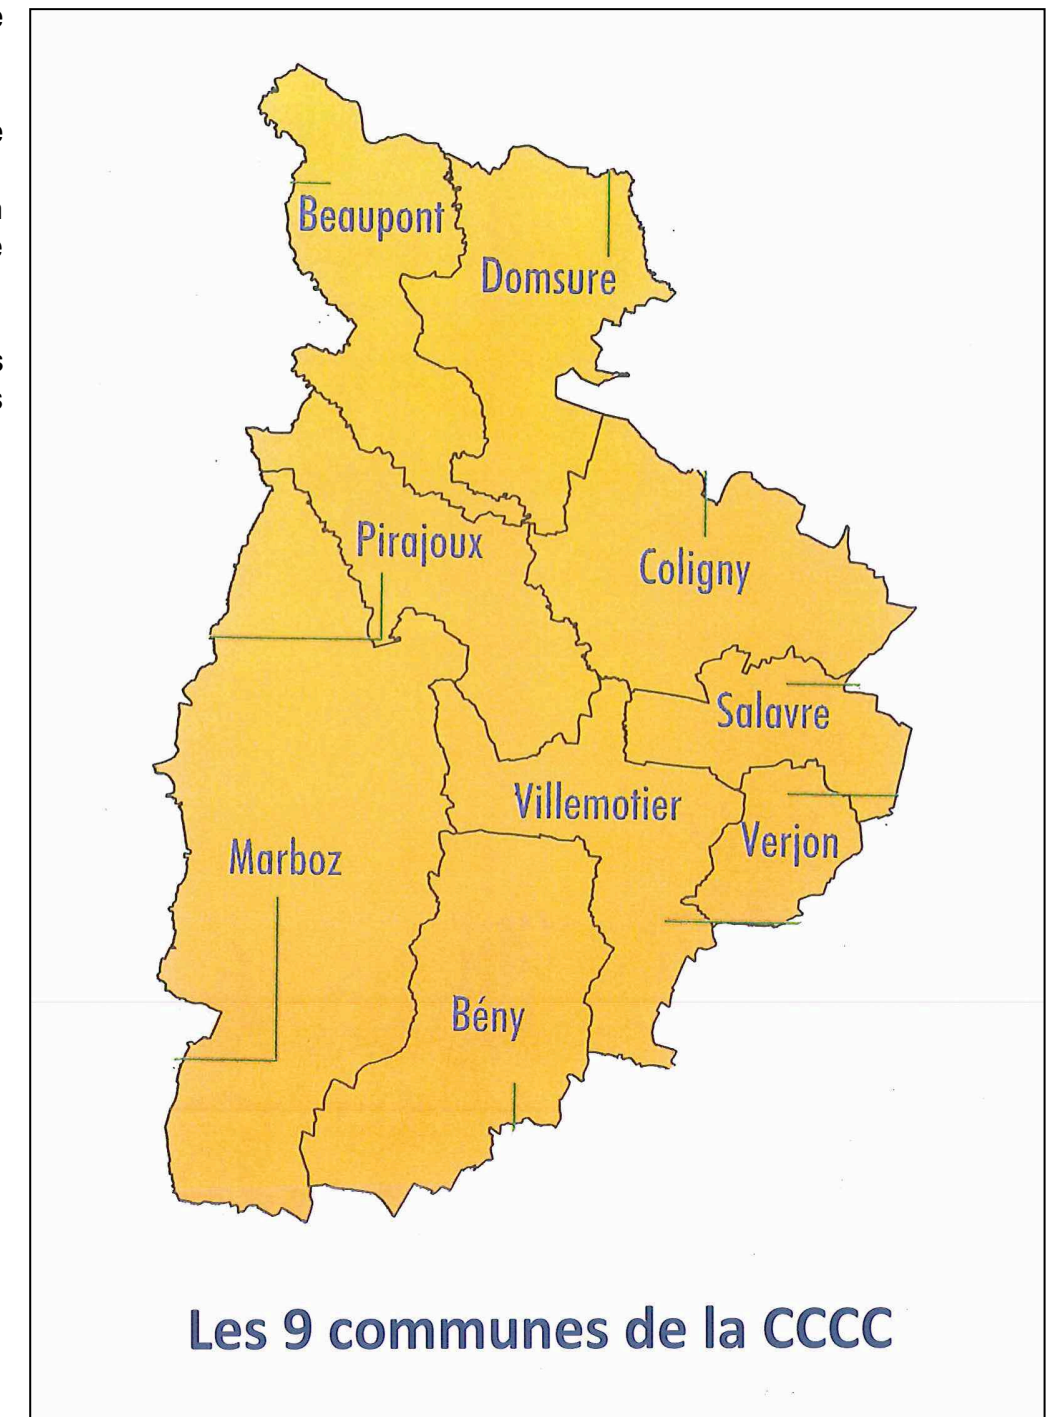 Beaupont
Domsure
Pirajoux
Coligny
Salavre
Villemotier
Verjon
Marboz
Bény
Les 9 communes de la CCCC